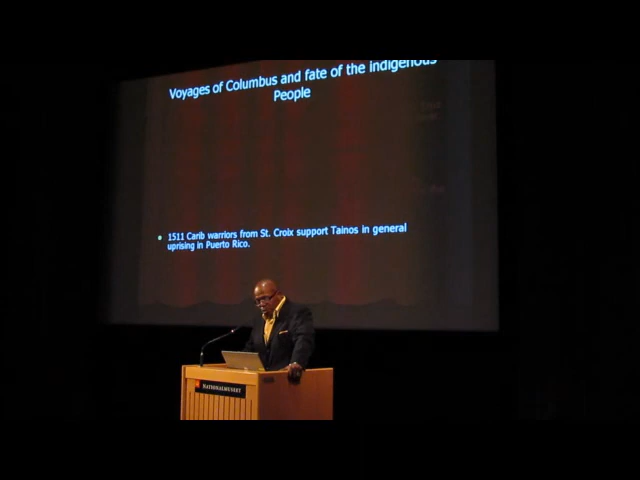 Voyages of Columbus and fate of the indigenous
People
1511 Carib warriors from St. Croix support Tainos in general
uprising in Puerto Rico.
NATIONALMUSEET